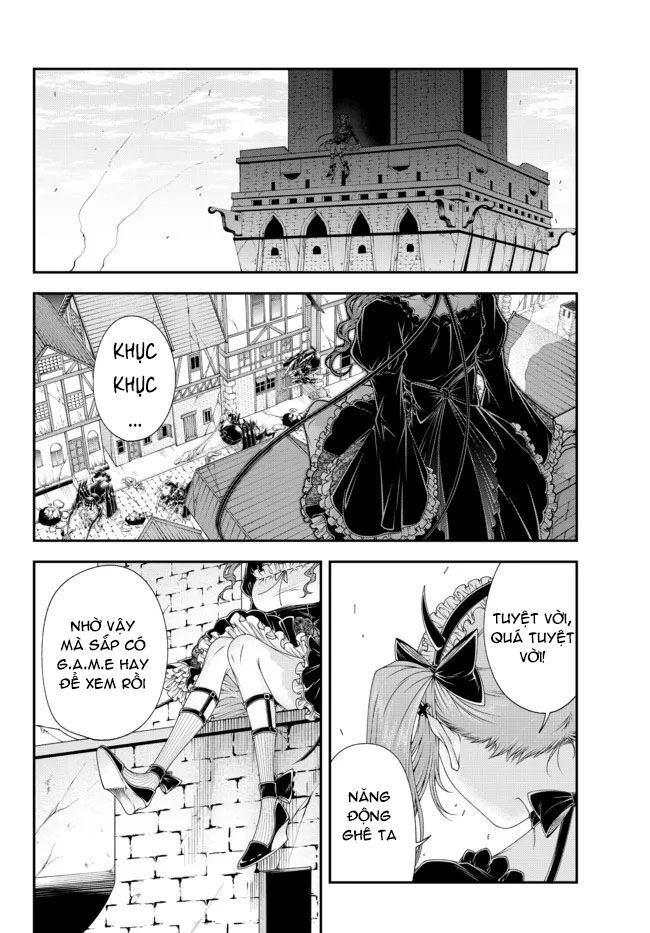 KHỤC
KHỤC
...
TUYỆT VỜI,
QUÁ TUYỆT
VỜI!
NĂNG
ĐỘNG
GHÊ TA
NHỜ VẬY
MÀ SẮP CÓ
G.A.M.E HAY
ĐỂ XEM RỒI